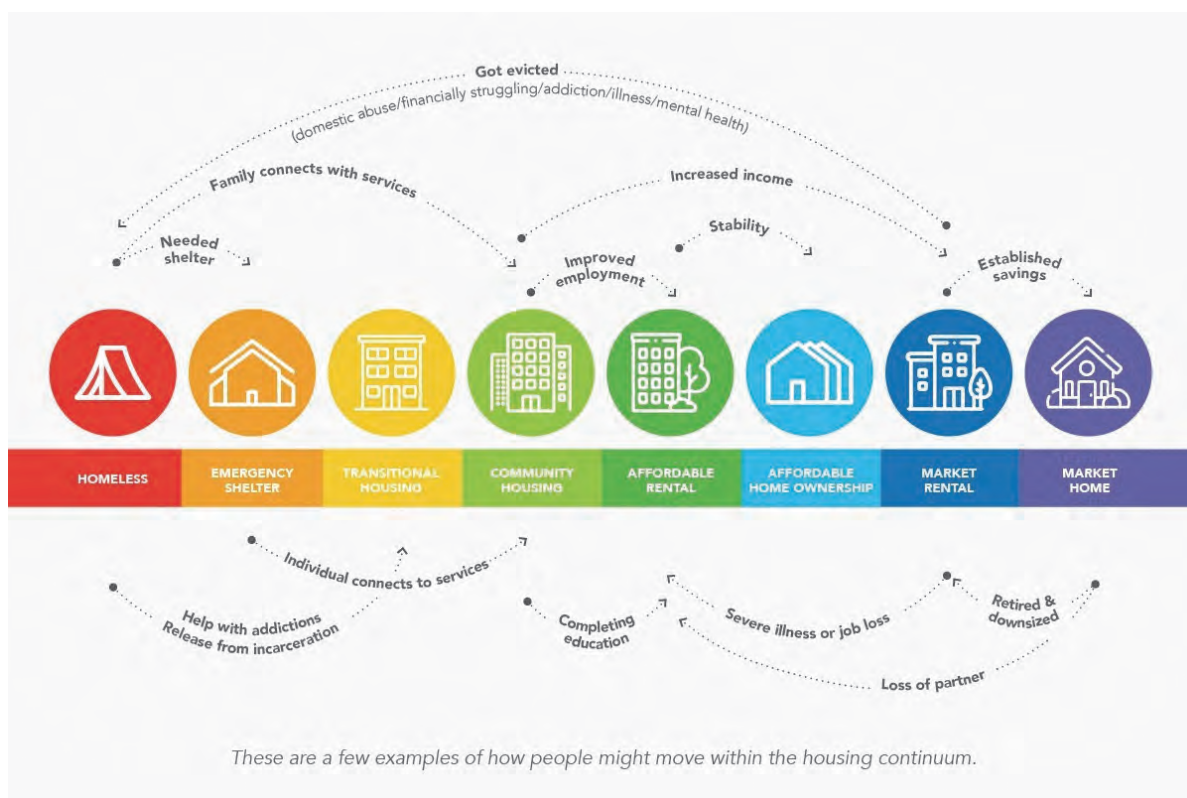 Got evicted
(domestic abuse/financially struggling/addiction/illness/mental health)
Family connects with services
Increased income
Needed
shelter
Stability
Improved
employment
Established
savings
HOMELESS
EMERGENCY
SHELTER
TRANSITIONAL
HOUSING
COMMUNITY
HOUSING
AFFORDABLE
RENTAL
AFFORDABLE
HOME OWNERSHIP
MARKET
RENTAL
MARKET
HOME
Individual connects to services
Help with addictions
Release from incarceration
Completing
education
Severe illness or job loss
Retired &
downsized
Loss of partner
These are a few examples of how people might move within the housing continuum.